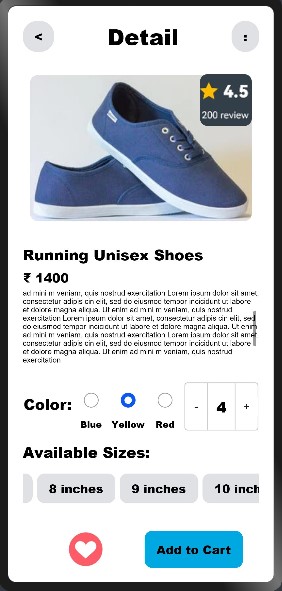 <
Detail
:
4.5
200 review
Running Unisex Shoes
₹ 1400
ad mini m veniam, quis nostrud exercitation Lorem ipsum dolor sit amet,
consectetur adipis cin elit, sed do eiusmod tempor incididunt ut labore
et dolore magna aliqua. Ut enim ad mini m veniam, quis nostrud
exercitation Lorem ipsum dolor sit amet, consectetur adipis cin elit, sed
do eiusmod tempor incididunt ut labore et dolore magna aliqua. Ut enim
ad mini m veniam, quis nostrud exercitation Lorem ipsum dolor sit amet,
consectetur adipis cin elit, sed do eiusmod tempor incididunt ut labore
et dolore magna aliqua. Ut enim ad mini m veniam, quis nostrud
exercitation
Color:
Blue Yellow Red
- 4 +
Available Sizes:
8 inches 9 inches 10 inch
Add to Cart